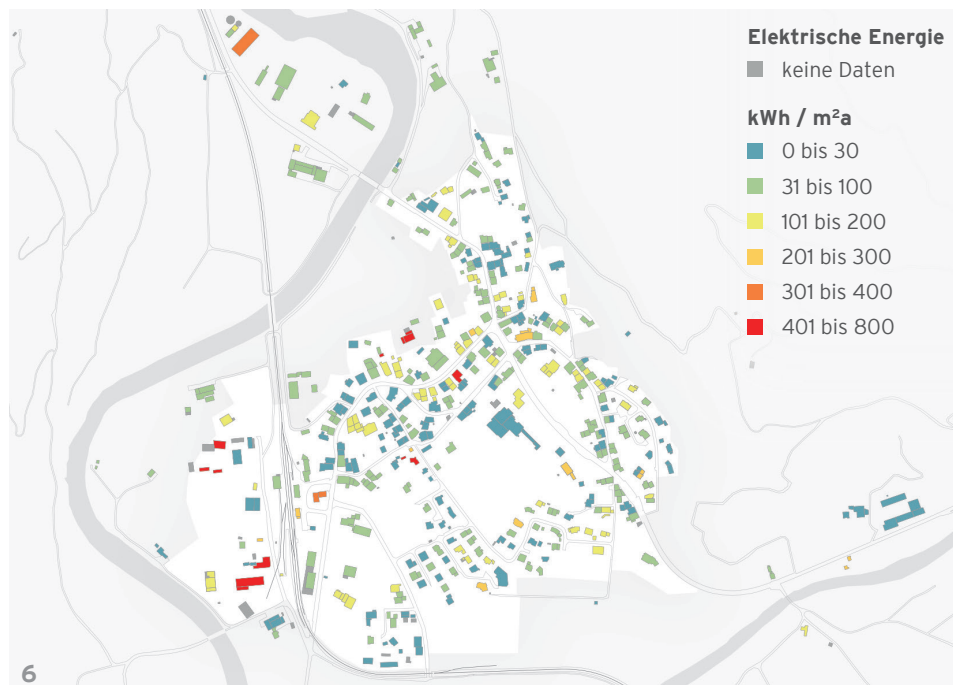 Elektrische Energie
keine Daten
kWh / m²a
0 bis 30
31 bis 100
101 bis 200
201 bis 300
301 bis 400
401 bis 800
6